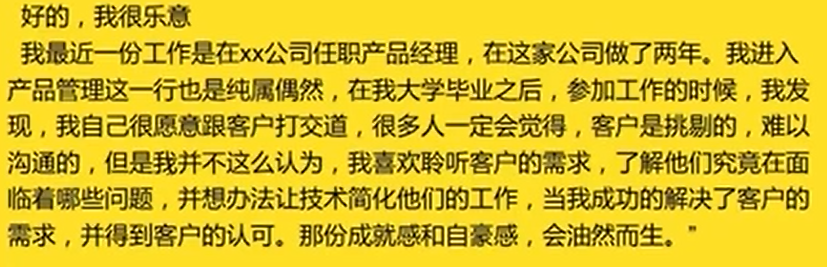 好的，我很乐意
我最近一份工作是在xx公司任职产品经理，在这家公司做了两年。我进入
产品管理这一行也是纯属偶然，在我大学毕业之后，参加工作的时候，我发
现，我自己很愿意跟客户打交道，很多人一定会觉得，客户是挑剔的，难以
沟通的，但是我并不这么认为，我喜欢聆听客户的需求，了解他们究竟在面
临着哪些问题，并想办法让技术简化他们的工作，当我成功的解决了客户的
需求，并得到客户的认可。那份成就感和自豪感，会油然而生。”